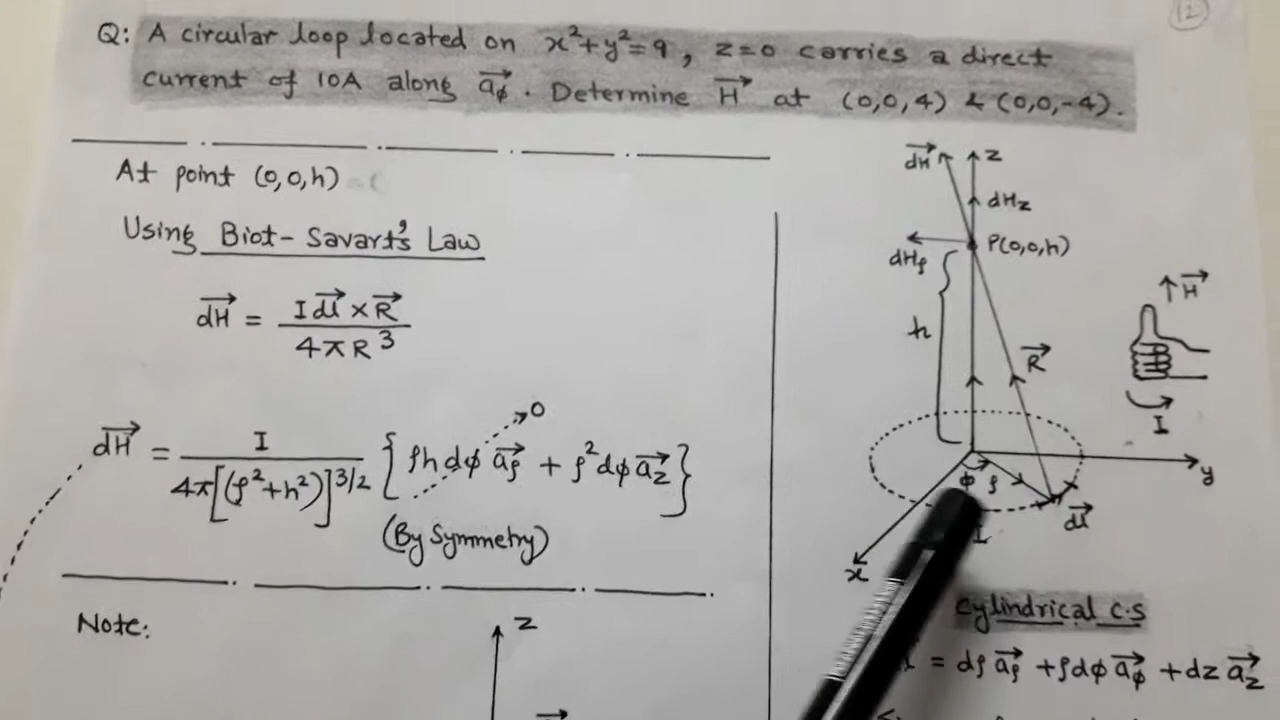 12
Q: A circular loop located on x²+y²=9, z=0 carries a direct
current of 10A along a⃗ϕ. Determine H⃗ at (0,0,4) & (0,0,-4).
At point (0,0,h)
Using Biot-Savart's Law
dH⃗ = I dl⃗ × R⃗ / 4πR³
dH⃗ = I / 4π[(ρ²+h²)]^3/2 { ρh dϕ a⃗ρ + ρ² dϕ a⃗z }
0
(By Symmetry)
Note:
z
dH⃗
z
dHz
dHρ
P(0,0,h)
h
R⃗
H⃗
I
ϕ
ρ
y
dl⃗
I
x
Cylindrical C.S
= dρ a⃗ρ + ρdϕ a⃗ϕ + dz a⃗z